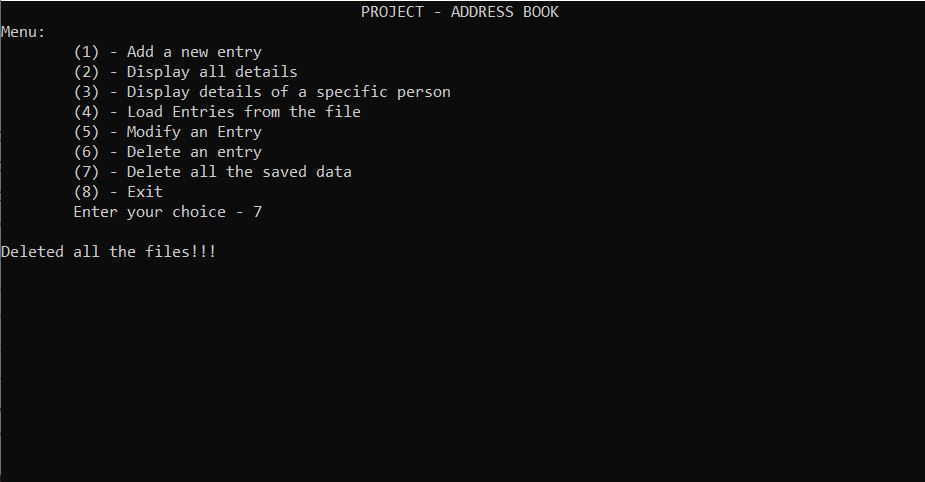 PROJECT - ADDRESS BOOK
Menu:
(1) - Add a new entry
(2) - Display all details
(3) - Display details of a specific person
(4) - Load Entries from the file
(5) - Modify an Entry
(6) - Delete an entry
(7) - Delete all the saved data
(8) - Exit
Enter your choice - 7
Deleted all the files!!!